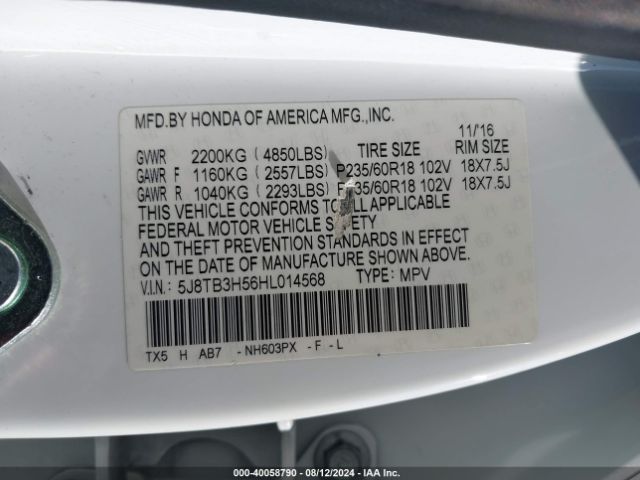 MFD.BY HONDA OF AMERICA MFG.,INC.
11/'16
GVWR 2200KG (4850LBS) TIRE SIZE RIM SIZE
GAWR F 1160KG (2557LBS) P235/60R18 102V 18X7.5J
GAWR R 1040KG (2293LBS) 102V 18X7.5J
THIS VEHICLE CONFORMS TO ALL APPLICABLE
FEDERAL MOTOR VEHICLE SAFETY
AND THEFT PREVENTION STANDARDS IN EFFECT
ON THE DATE OF MANUFACTURE SHOWN ABOVE.
V.I.N.: 5J8TB3H56HL014568 TYPE: MPV
TX5 H AB7 - NH603PX - F - L
000-40058790 - 08/12/2024 - IAA Inc.